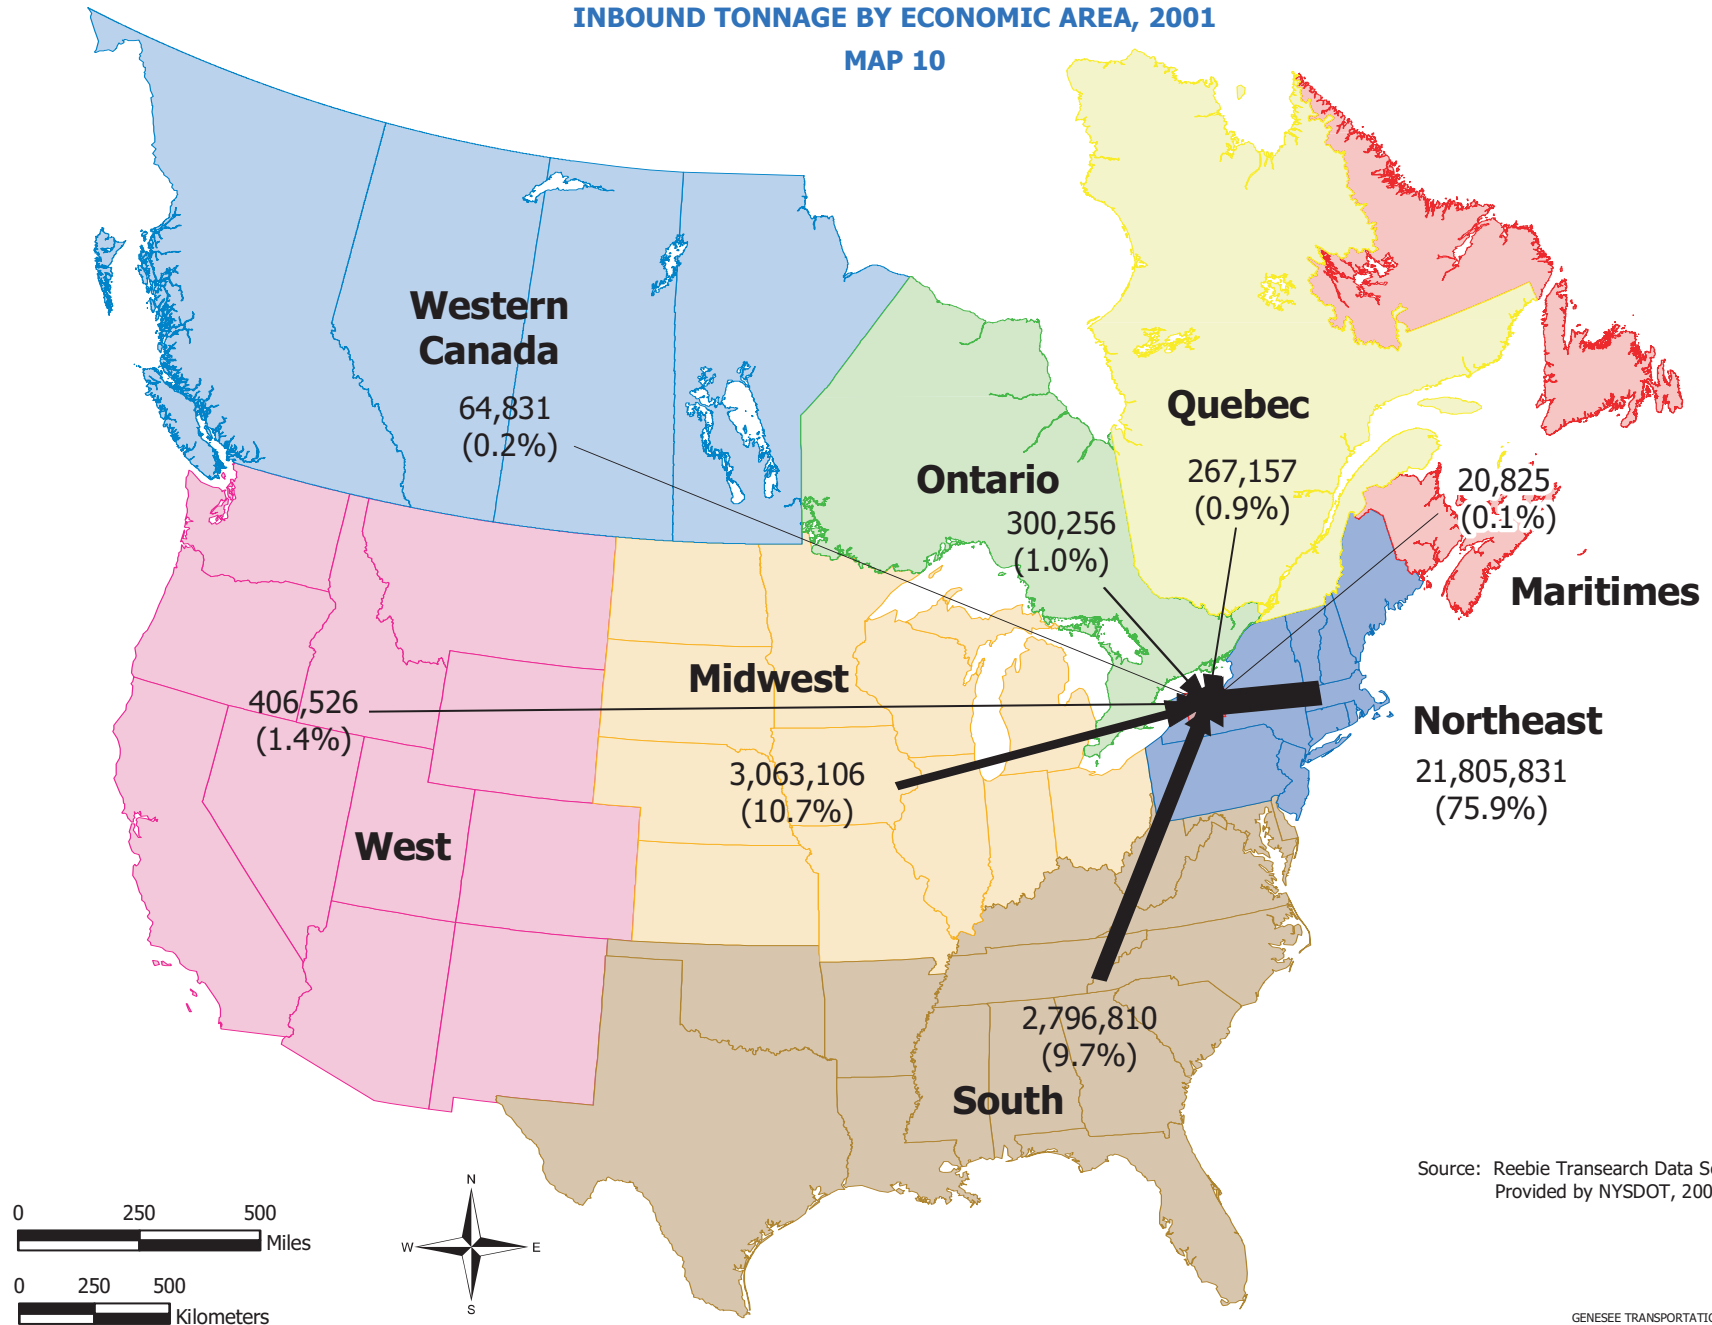 INBOUND TONNAGE BY ECONOMIC AREA, 2001
MAP 10
Western
Canada
64,831
(0.2%)
Quebec
267,157
(0.9%)
Ontario
300,256
(1.0%)
20,825
(0.1%)
Maritimes
Midwest
3,063,106
(10.7%)
406,526
(1.4%)
West
Northeast
21,805,831
(75.9%)
2,796,810
(9.7%)
South
Source: Reebie Transearch Data
Provided by NYSDOT,
0 250 500
Miles
0 250 500
Kilometers
N
W E
S
GENESEE